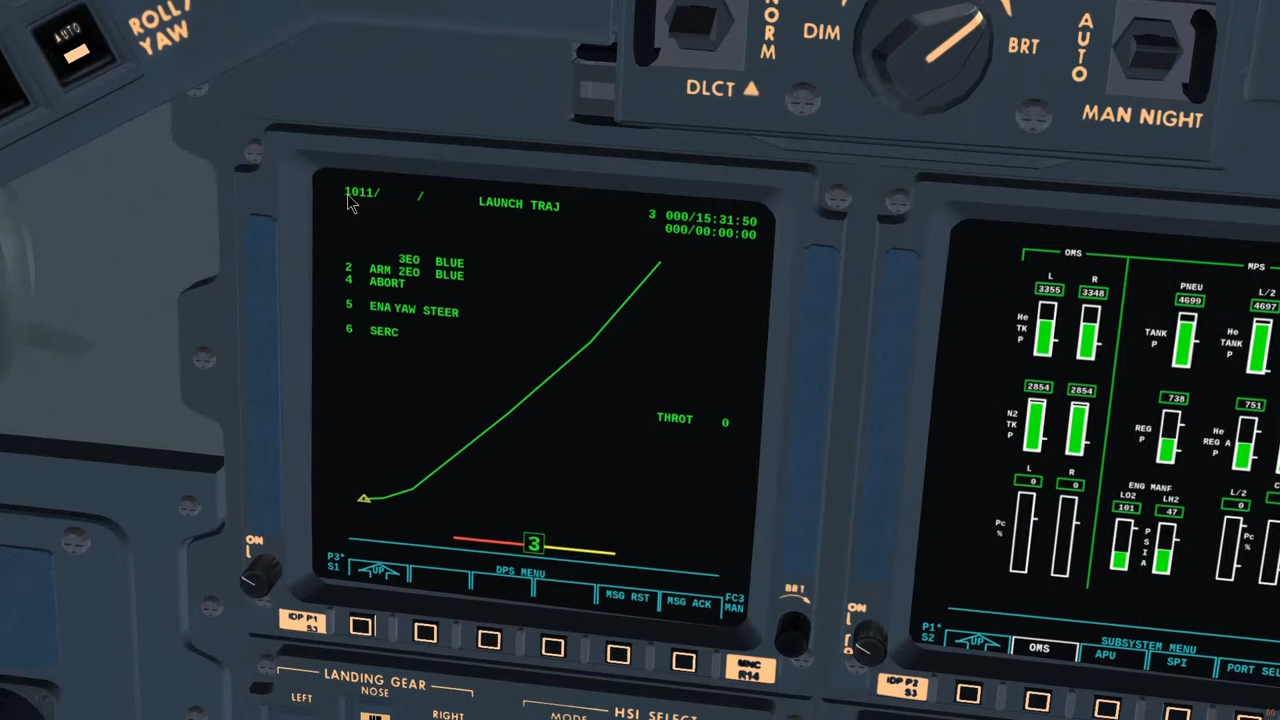 AUTO
ROLL/
YAW
NORM
DLCT
DIM
BRT
AUTO
MAN NIGHT
1011/ /
LAUNCH TRAJ
3 000/15:31:50
000/00:00:00
3EO BLUE
2 ARM 2EO BLUE
4 ABORT
5 ENA YAW STEER
6 SERC
THROT 0
3
P3*
S1
UP
DPS MENU
MSG RST
MSG ACK
FC3
MAN
ON
BRT
IDP P1
LANDING GEAR
LEFT
NOSE
RIGHT
MODE
HSI SELECT
OMS
MPS
L
R
3355
3348
He
TK
P
2854
2854
N2
TK
P
L
R
0
0
Pc
%
PNEU
L/2
4699
4697
TANK
P
He
TANK
P
738
751
REG
P
He
REG A
P
ENG MANF
LO2
LH2
101
47
P
S
I
A
L/2
0
Pc
%
ON
P1*
S2
UP
SUBSYSTEM MENU
OMS
APU
SPI
PORT SEL
IDP P2
S3
60